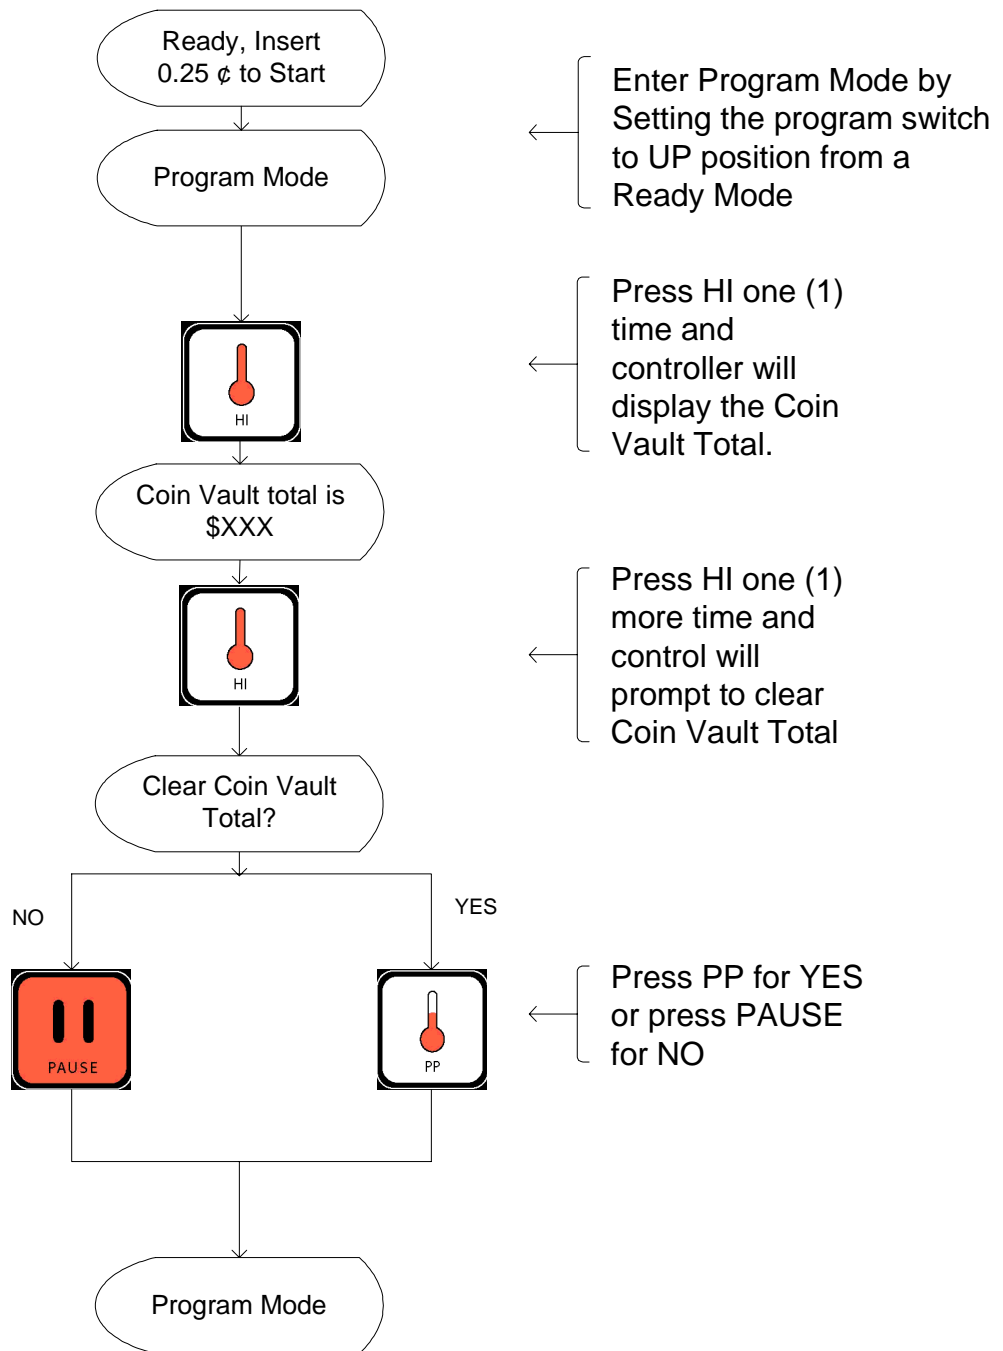 Ready, Insert
0.25 ¢ to Start
Enter Program Mode by
Setting the program switch
to UP position from a
Ready Mode
Program Mode
Press HI one (1)
time and
controller will
display the Coin
Vault Total.
HI
Coin Vault total is
$XXX
Press HI one (1)
more time and
control will
prompt to clear
Coin Vault Total
HI
Clear Coin Vault
Total?
NO
YES
PAUSE
PP
Press PP for YES
or press PAUSE
for NO
Program Mode